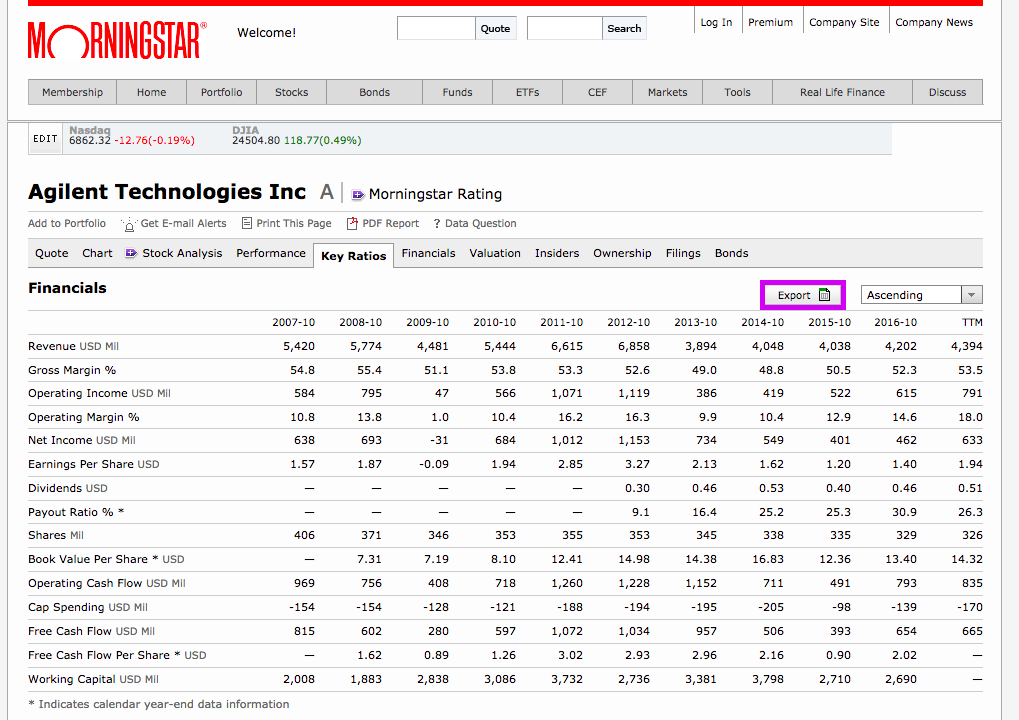 MORNINGSTAR® Welcome! Quote Search Log In Premium Company Site Company News
Membership Home Portfolio Stocks Bonds Funds ETFs CEF Markets Tools Real Life Finance Discuss
EDIT Nasdaq DJIA
6862.32 -12.76(-0.19%) 24504.80 118.77(0.49%)
Agilent Technologies Inc A Morningstar Rating
Add to Portfolio Get E-mail Alerts Print This Page PDF Report ? Data Question
Quote Chart Stock Analysis Performance Key Ratios Financials Valuation Insiders Ownership Filings Bonds
Financials Export Ascending
2007-10 2008-10 2009-10 2010-10 2011-10 2012-10 2013-10 2014-10 2015-10 2016-10 TTM
Revenue USD Mil 5,420 5,774 4,481 5,444 6,615 6,858 3,894 4,048 4,038 4,202 4,394
Gross Margin % 54.8 55.4 51.1 53.8 53.3 52.6 49.0 48.8 50.5 52.3 53.5
Operating Income USD Mil 584 795 47 566 1,071 1,119 386 419 522 615 791
Operating Margin % 10.8 13.8 1.0 10.4 16.2 16.3 9.9 10.4 12.9 14.6 18.0
Net Income USD Mil 638 693 -31 684 1,012 1,153 734 549 401 462 633
Earnings Per Share USD 1.57 1.87 -0.09 1.94 2.85 3.27 2.13 1.62 1.20 1.40 1.94
Dividends USD — — — — — 0.30 0.46 0.53 0.40 0.46 0.51
Payout Ratio % * — — — — — 9.1 16.4 25.2 25.3 30.9 26.3
Shares Mil 406 371 346 353 355 353 345 338 335 329 326
Book Value Per Share * USD — 7.31 7.19 8.10 12.41 14.98 14.38 16.83 12.36 13.40 14.32
Operating Cash Flow USD Mil 969 756 408 718 1,260 1,228 1,152 711 491 793 835
Cap Spending USD Mil -154 -154 -128 -121 -188 -194 -195 -205 -98 -139 -170
Free Cash Flow USD Mil 815 602 280 597 1,072 1,034 957 506 393 654 665
Free Cash Flow Per Share * USD — 1.62 0.89 1.26 3.02 2.93 2.96 2.16 0.90 2.02 —
Working Capital USD Mil 2,008 1,883 2,838 3,086 3,732 2,736 3,381 3,798 2,710 2,690 —
* Indicates calendar year-end data information